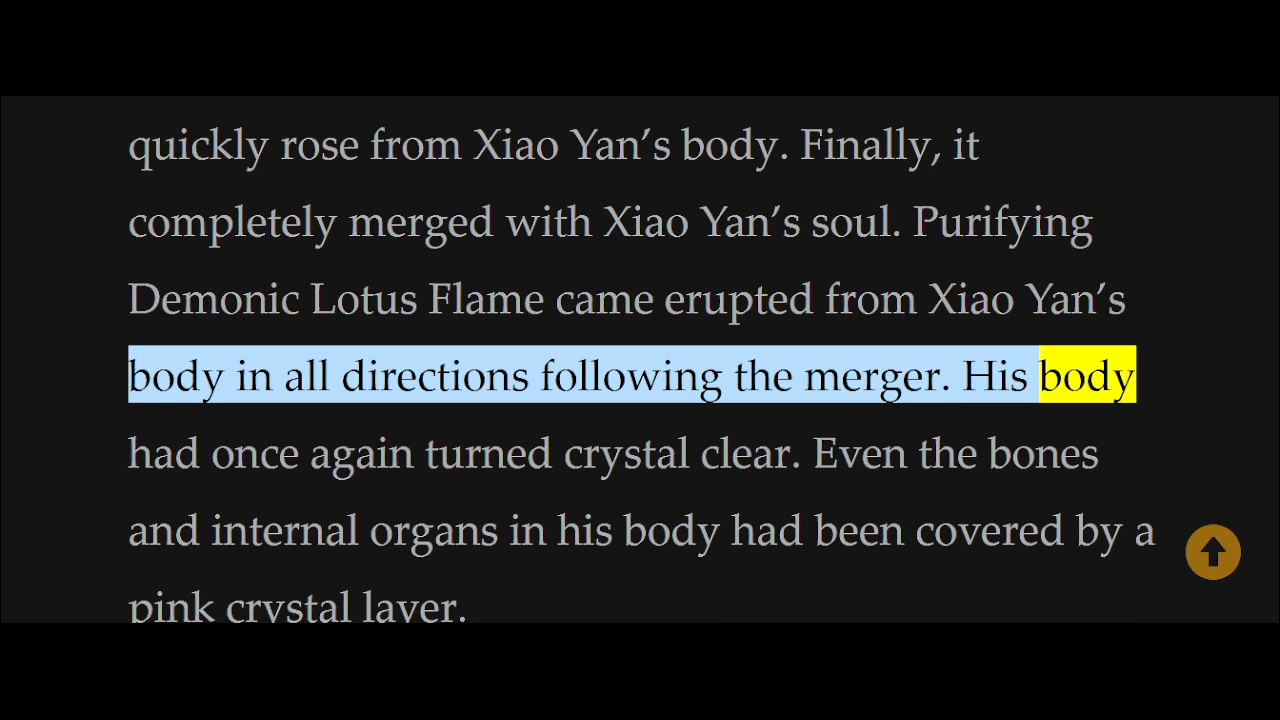 quickly rose from Xiao Yan’s body. Finally, it
completely merged with Xiao Yan’s soul. Purifying
Demonic Lotus Flame came erupted from Xiao Yan’s
body in all directions following the merger. His body
had once again turned crystal clear. Even the bones
and internal organs in his body had been covered by a
pink crystal layer.